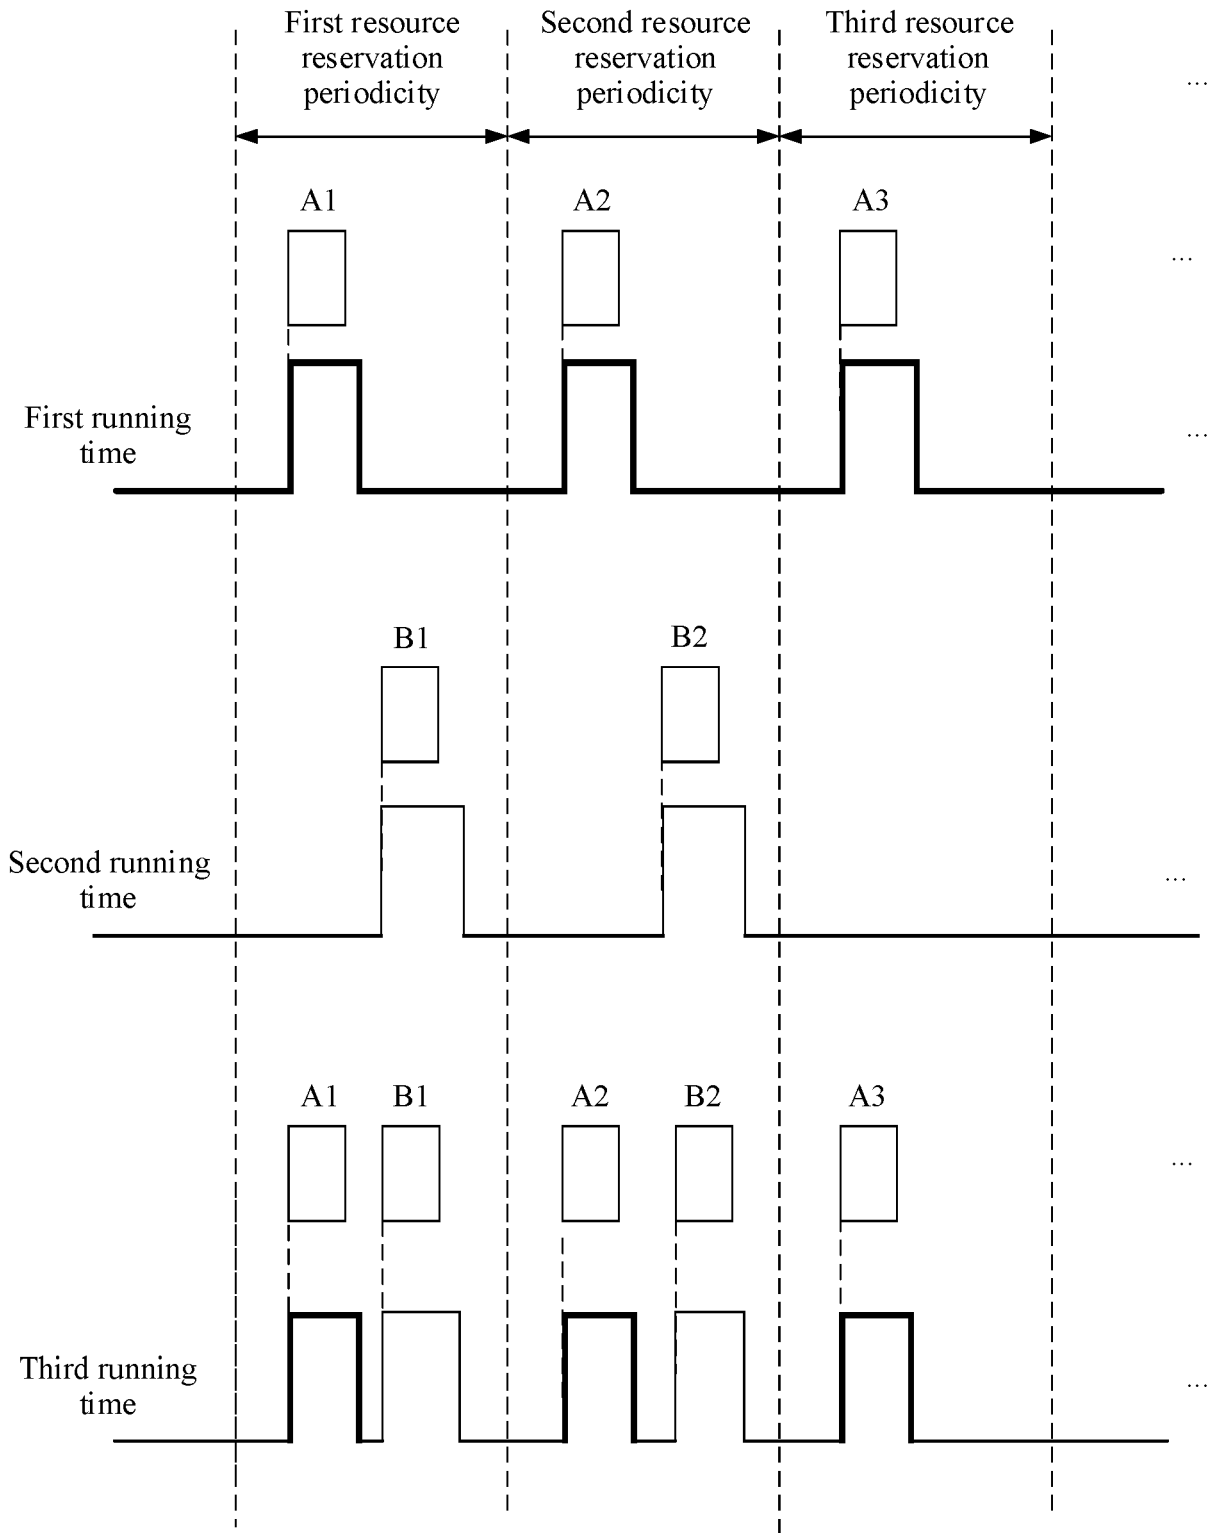 First resource
reservation
periodicity
Second resource
reservation
periodicity
Third resource
reservation
periodicity
...
A1
A2
A3
...
First running
time
...
B1
B2
Second running
time
...
A1
B1
A2
B2
A3
...
Third running
time
...